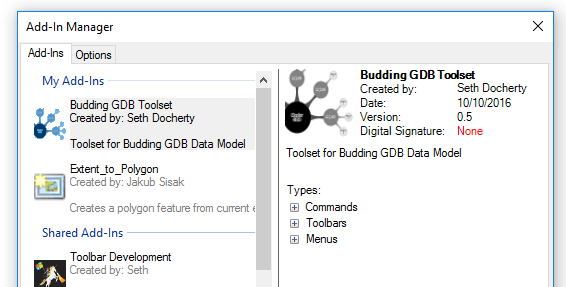 Add-In Manager
Add-Ins
Options
My Add-Ins
Budding GDB Toolset
Created by: Seth Docherty
Toolset for Budding GDB Data Model
Extent_to_Polygon
Created by: Jakub Sisak
Creates a polygon feature from current e
Shared Add-Ins
Toolbar Development
Created by: Seth
Budding GDB Toolset
Created by: Seth Docherty
Date: 10/10/2016
Version: 0.5
Digital Signature: None
Toolset for Budding GDB Data Model
Types:
Commands
Toolbars
Menus